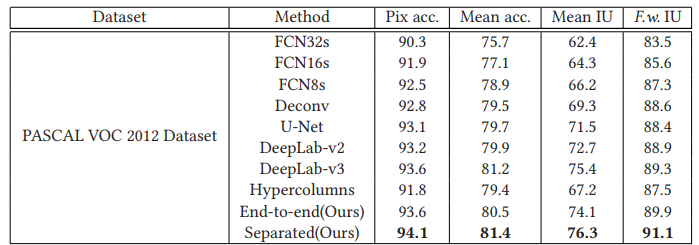 Dataset Method Pix acc. Mean acc. Mean IU F.w. IU
FCN32s 90.3 75.7 62.4 83.5
FCN16s 91.9 77.1 64.3 85.6
FCN8s 92.5 78.9 66.2 87.3
Deconv 92.8 79.5 69.3 88.6
PASCAL VOC 2012 Dataset U-Net 93.1 79.7 71.5 88.4
DeepLab-v2 93.2 79.9 72.7 88.9
DeepLab-v3 93.6 81.2 75.4 89.3
Hypercolumns 91.8 79.4 67.2 87.5
End-to-end(Ours) 93.6 80.5 74.1 89.9
Separated(Ours) 94.1 81.4 76.3 91.1